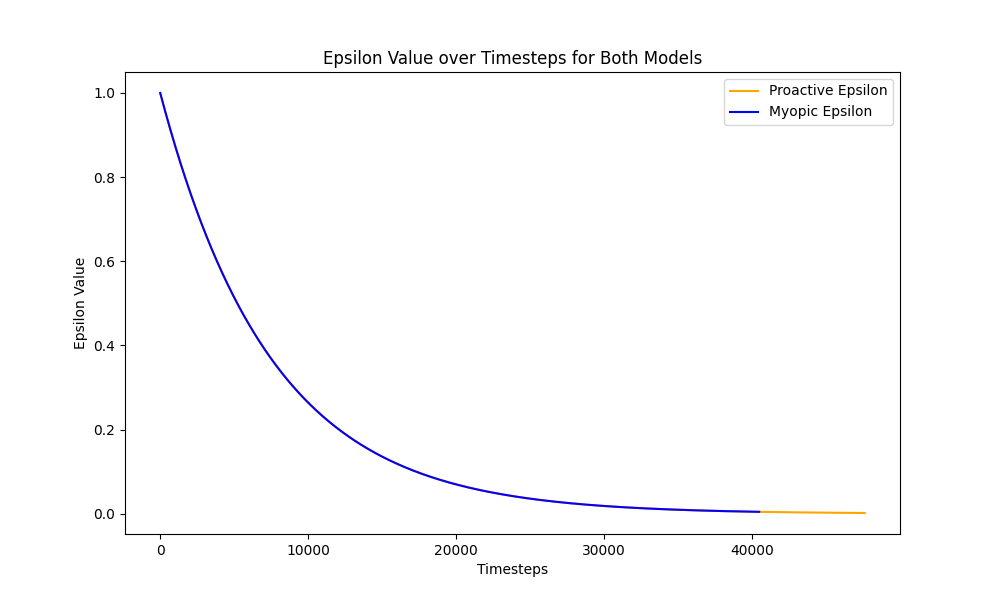 Epsilon Value over Timesteps for Both Models
Proactive Epsilon
Myopic Epsilon
Epsilon Value
1.0
0.8
0.6
0.4
0.2
0.0
0 10000 20000 30000 40000
Timesteps